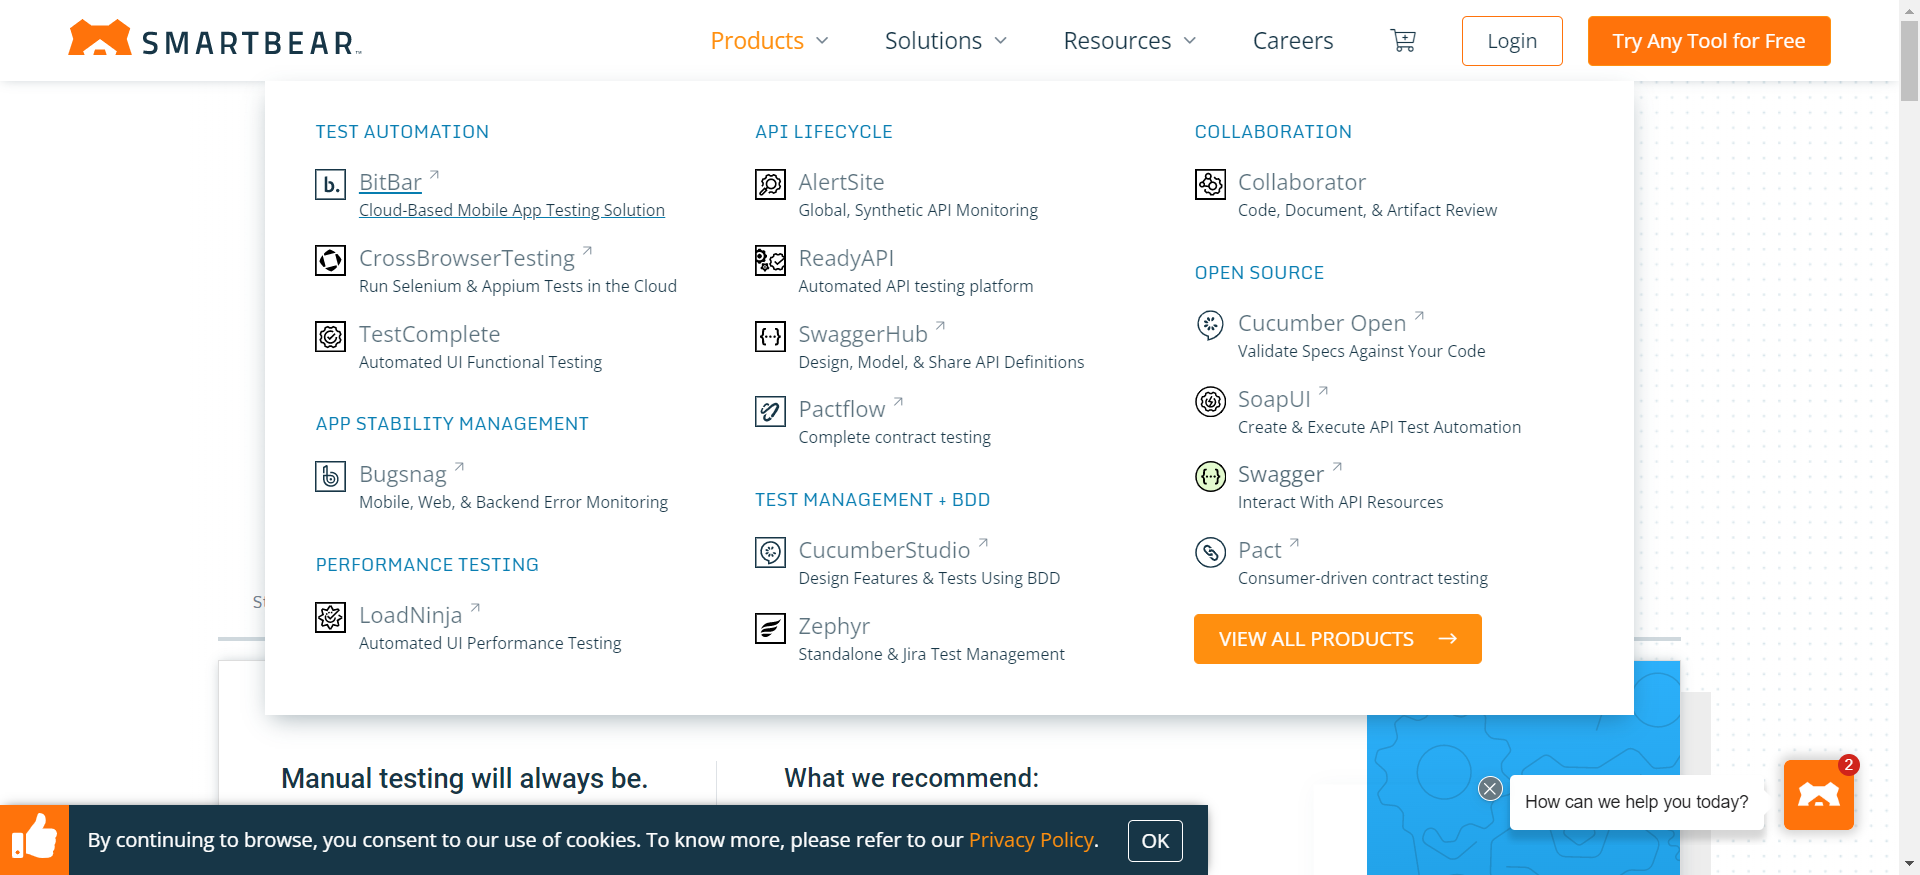 SMARTBEAR
Products
Solutions
Resources
Careers
Login
Try Any Tool for Free
TEST AUTOMATION
b.
BitBar
Cloud-Based Mobile App Testing Solution
CrossBrowserTesting
Run Selenium & Appium Tests in the Cloud
TestComplete
Automated UI Functional Testing
APP STABILITY MANAGEMENT
Bugsnag
Mobile, Web, & Backend Error Monitoring
PERFORMANCE TESTING
LoadNinja
Automated UI Performance Testing
API LIFECYCLE
AlertSite
Global, Synthetic API Monitoring
ReadyAPI
Automated API testing platform
SwaggerHub
Design, Model, & Share API Definitions
Pactflow
Complete contract testing
TEST MANAGEMENT + BDD
CucumberStudio
Design Features & Tests Using BDD
Zephyr
Standalone & Jira Test Management
COLLABORATION
Collaborator
Code, Document, & Artifact Review
OPEN SOURCE
Cucumber Open
Validate Specs Against Your Code
SoapUI
Create & Execute API Test Automation
Swagger
Interact With API Resources
Pact
Consumer-driven contract testing
VIEW ALL PRODUCTS
Manual testing will always be.
What we recommend:
2
How can we help you today?
By continuing to browse, you consent to our use of cookies. To know more, please refer to our Privacy Policy.
OK